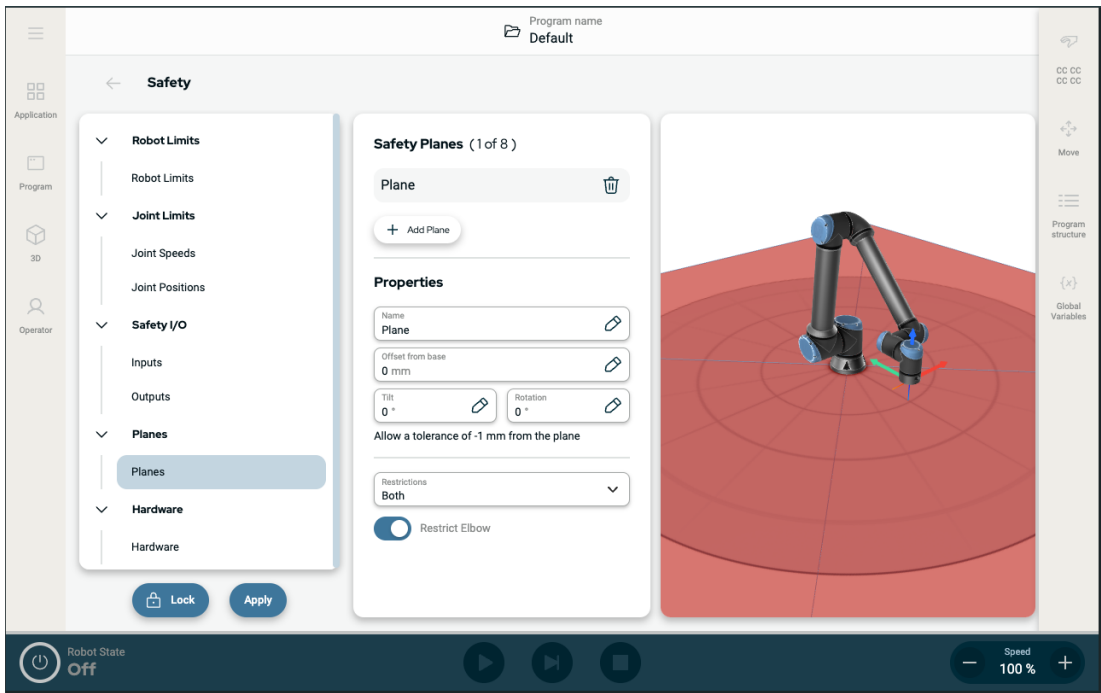 Program name
Default
Safety
Application
Program
3D
Operator
Robot Limits
Robot Limits
Joint Limits
Joint Speeds
Joint Positions
Safety I/O
Inputs
Outputs
Planes
Planes
Hardware
Hardware
Lock
Apply
Safety Planes (1 of 8)
Plane
Add Plane
Properties
Name
Plane
Offset from base
0 mm
Tilt
0 °
Rotation
0 °
Allow a tolerance of -1 mm from the plane
Restrictions
Both
Restrict Elbow
CC CC
CC CC
Move
Program
structure
{x}
Global
Variables
Robot State
Off
Speed
100 %